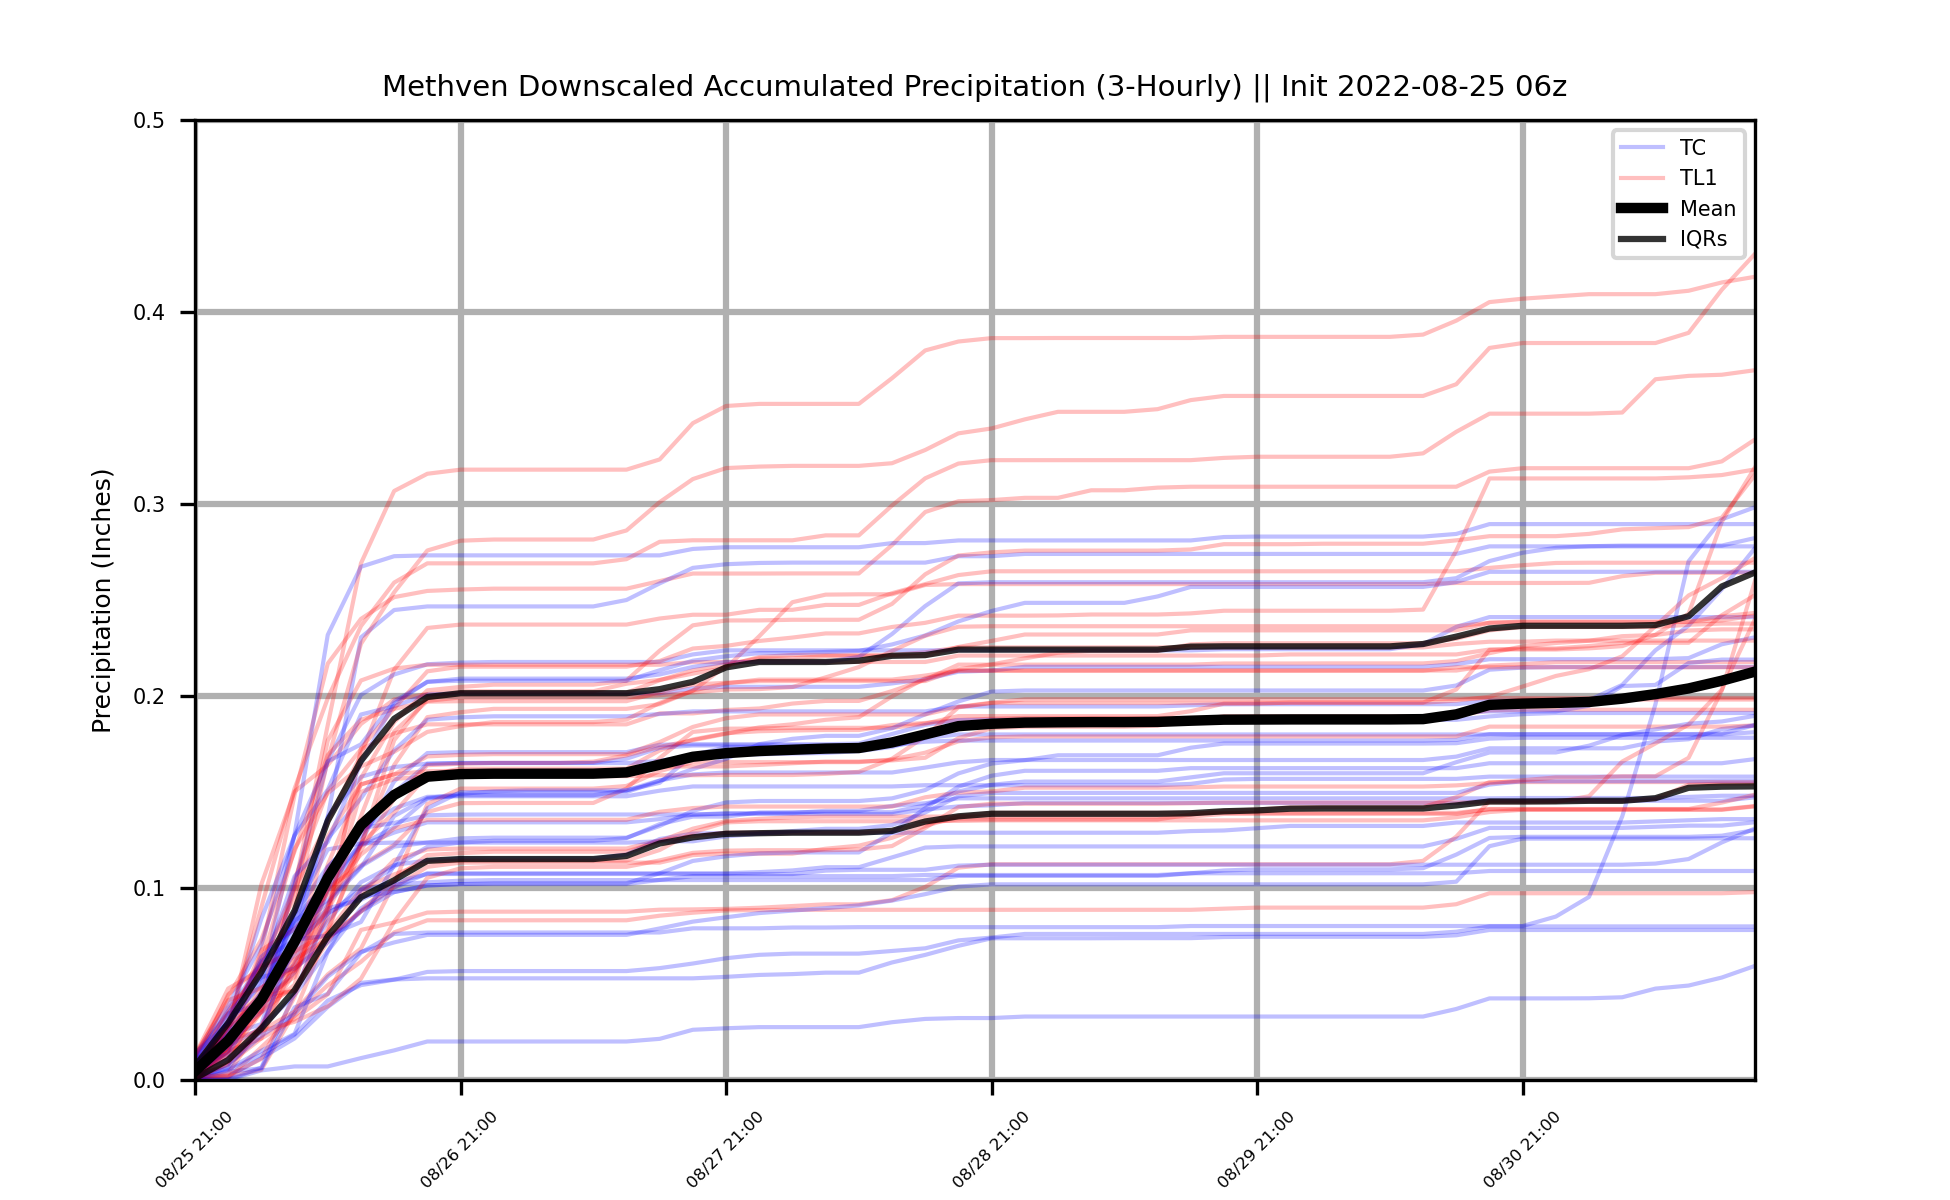 Methven Downscaled Accumulated Precipitation (3-Hourly) || Init 2022-08-25 06z
Precipitation (Inches)
0.5
0.4
0.3
0.2
0.1
0.0
TC
TL1
Mean
IQRs
08/25 21:00
08/26 21:00
08/27 21:00
08/28 21:00
08/29 21:00
08/30 21:00